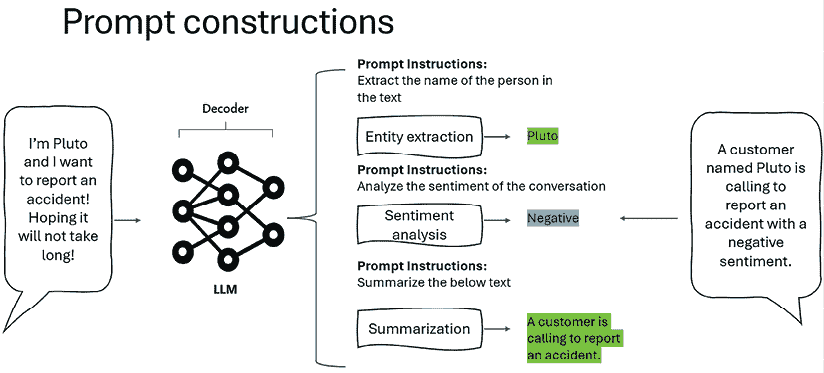 Prompt constructions
I'm Pluto
and I want
to report an
accident!
Hoping it
will not take
long!
Decoder
LLM
Prompt Instructions:
Extract the name of the person in
the text
Entity extraction
Pluto
Prompt Instructions:
Analyze the sentiment of the conversation
Sentiment
analysis
Negative
Prompt Instructions:
Summarize the below text
Summarization
A customer is
calling to report
an accident.
A customer
named Pluto is
calling to
report an
accident with a
negative
sentiment.